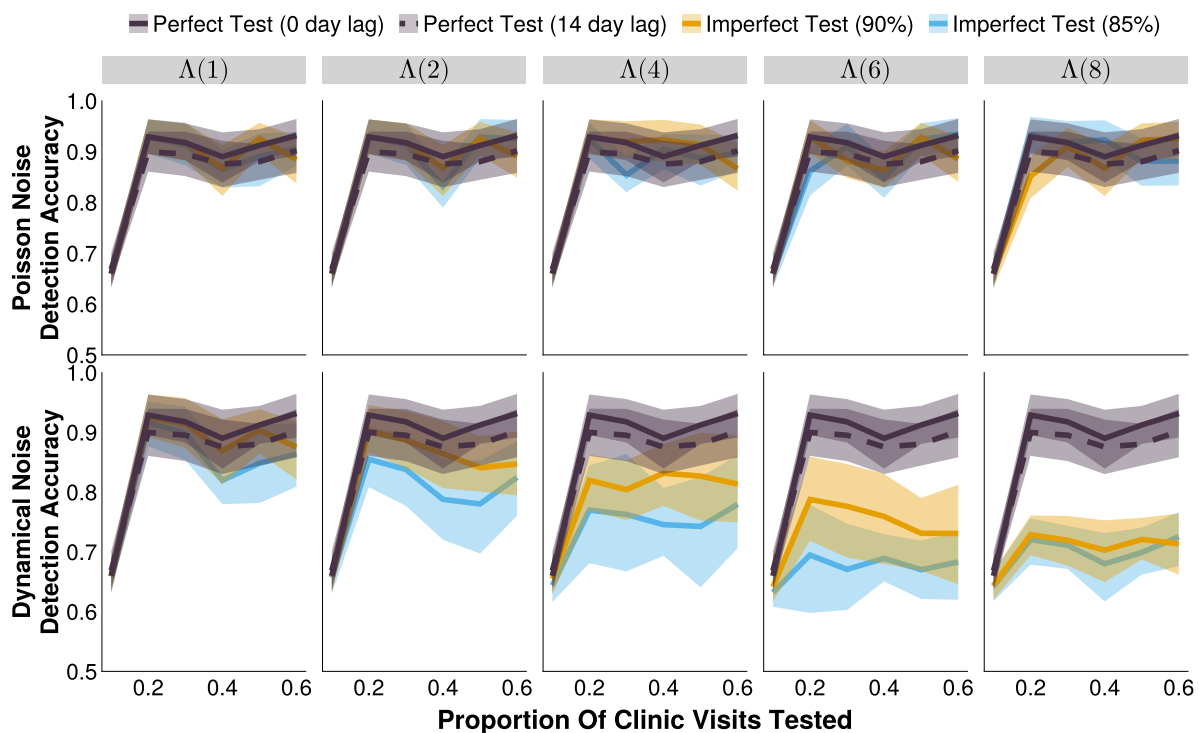 Perfect Test (0 day lag) Perfect Test (14 day lag) Imperfect Test (90%) Imperfect Test (85%)
Λ(1) Λ(2) Λ(4) Λ(6) Λ(8)
Poisson Noise
Detection Accuracy
1.0
0.9
0.8
0.7
0.6
0.5
Dynamical Noise
Detection Accuracy
1.0
0.9
0.8
0.7
0.6
0.5
0.2 0.4 0.6 0.2 0.4 0.6 0.2 0.4 0.6 0.2 0.4 0.6 0.2 0.4 0.6
Proportion Of Clinic Visits Tested